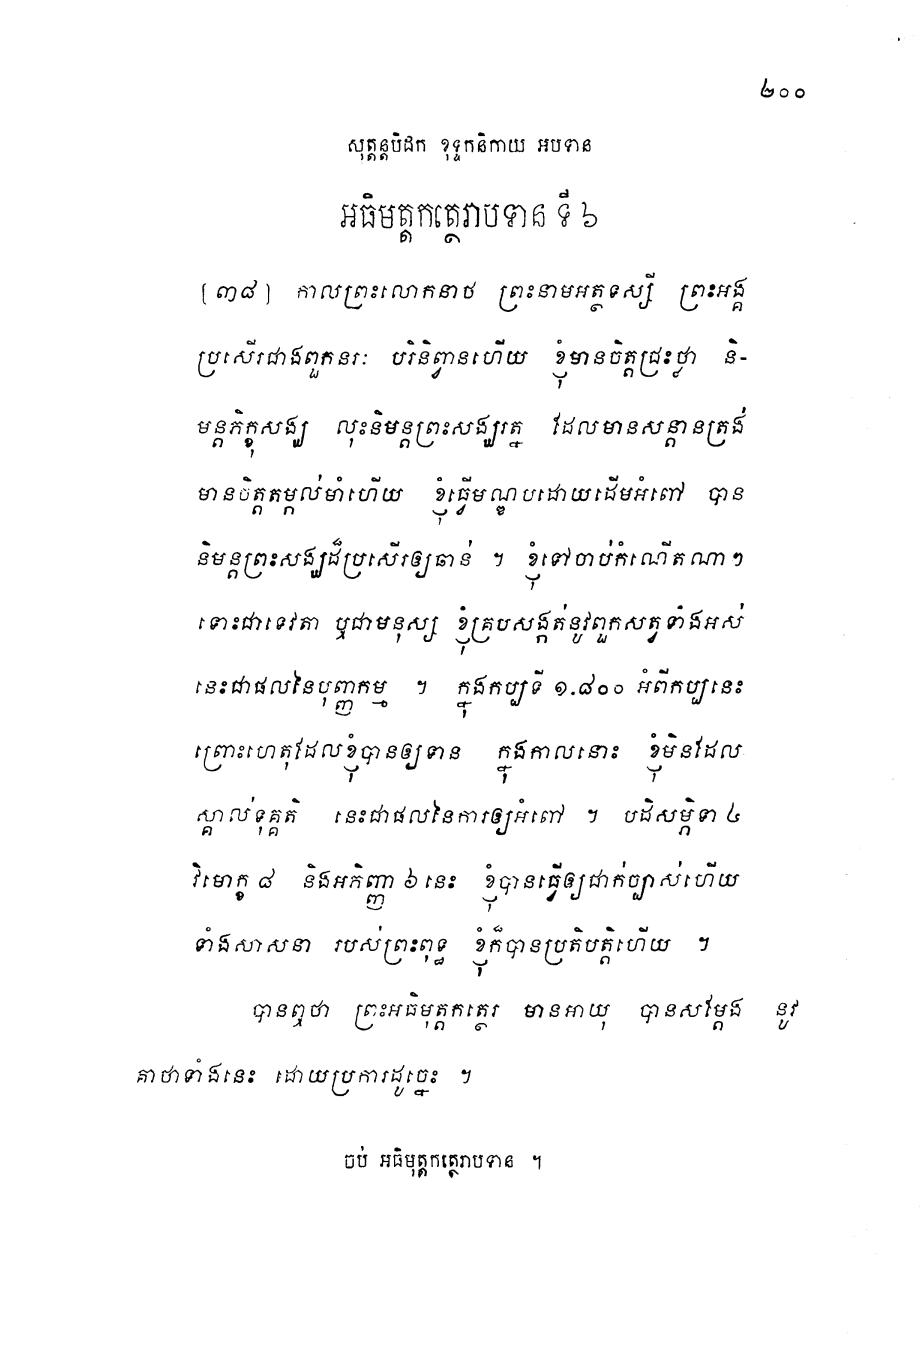 ២០០
សុត្តន្តបិដក ខុទ្ទកនិកាយ អបទាន
អធិមុត្តកត្ថេរាបទាន ទី ៦
[៣៨] កាលព្រះលោកនាថ ព្រះនាមអត្ថទស្សី ព្រះអង្គ
ប្រសើរជាងពួកនរៈ បរិនិព្វានហើយ ខ្ញុំមានចិត្តជ្រះថ្លា និ-
មន្តភិក្ខុសង្ឃ លុះនិមន្តព្រះសង្ឃរត្ន ដែលមានសន្តានត្រង់
មានចិត្តតម្កល់មាំហើយ ខ្ញុំធ្វើមណ្ឌបដោយដើមអំពៅ បាន
និមន្តព្រះសង្ឃដ៏ប្រសើរឲ្យឆាន់ ។ ខ្ញុំទៅចាប់កំណើតណាៗ
ទោះជាទេវតា ឬជាមនុស្ស ខ្ញុំគ្របសង្កត់នូវពួកសត្វទាំងអស់
នេះជាផលនៃបុញ្ញកម្ម ។ ក្នុងកប្បទី ១.៨០០ អំពីកប្បនេះ
ព្រោះហេតុដែលខ្ញុំបានឲ្យទាន ក្នុងកាលនោះ ខ្ញុំមិនដែល
ស្គាល់ទុគ្គតិ នេះជាផលនៃការឲ្យអំពៅ ។ បដិសម្ភិទា ៤
វិមោក្ខ ៨ និងអភិញ្ញា ៦ នេះ ខ្ញុំបានធ្វើឲ្យជាក់ច្បាស់ហើយ
ទាំងសាសនា របស់ព្រះពុទ្ធ ខ្ញុំក៏បានប្រតិបត្តិហើយ ។
បានឮថា ព្រះអធិមុត្តកត្ថេរ មានអាយុ បានសម្តែង នូវ
គាថាទាំងនេះ ដោយប្រការដូច្នេះ ។
ចប់ អធិមុត្តកត្ថេរាបទាន ។